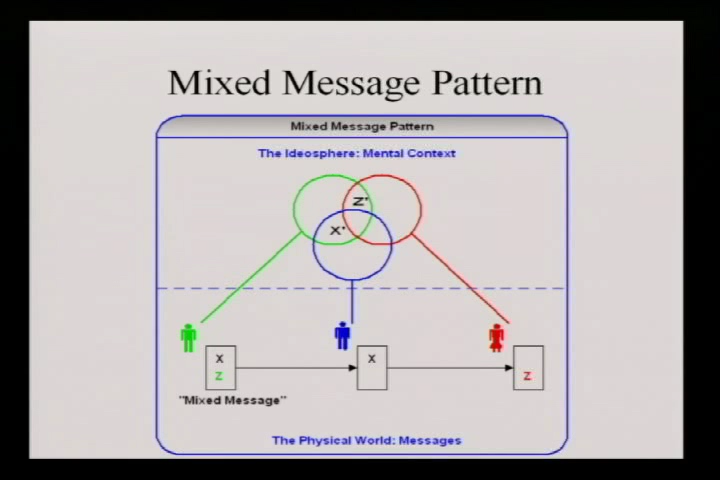 Mixed Message Pattern
Mixed Message Pattern
The Ideosphere: Mental Context
Z'
X'
X
Z
X
Z
"Mixed Message"
The Physical World: Messages